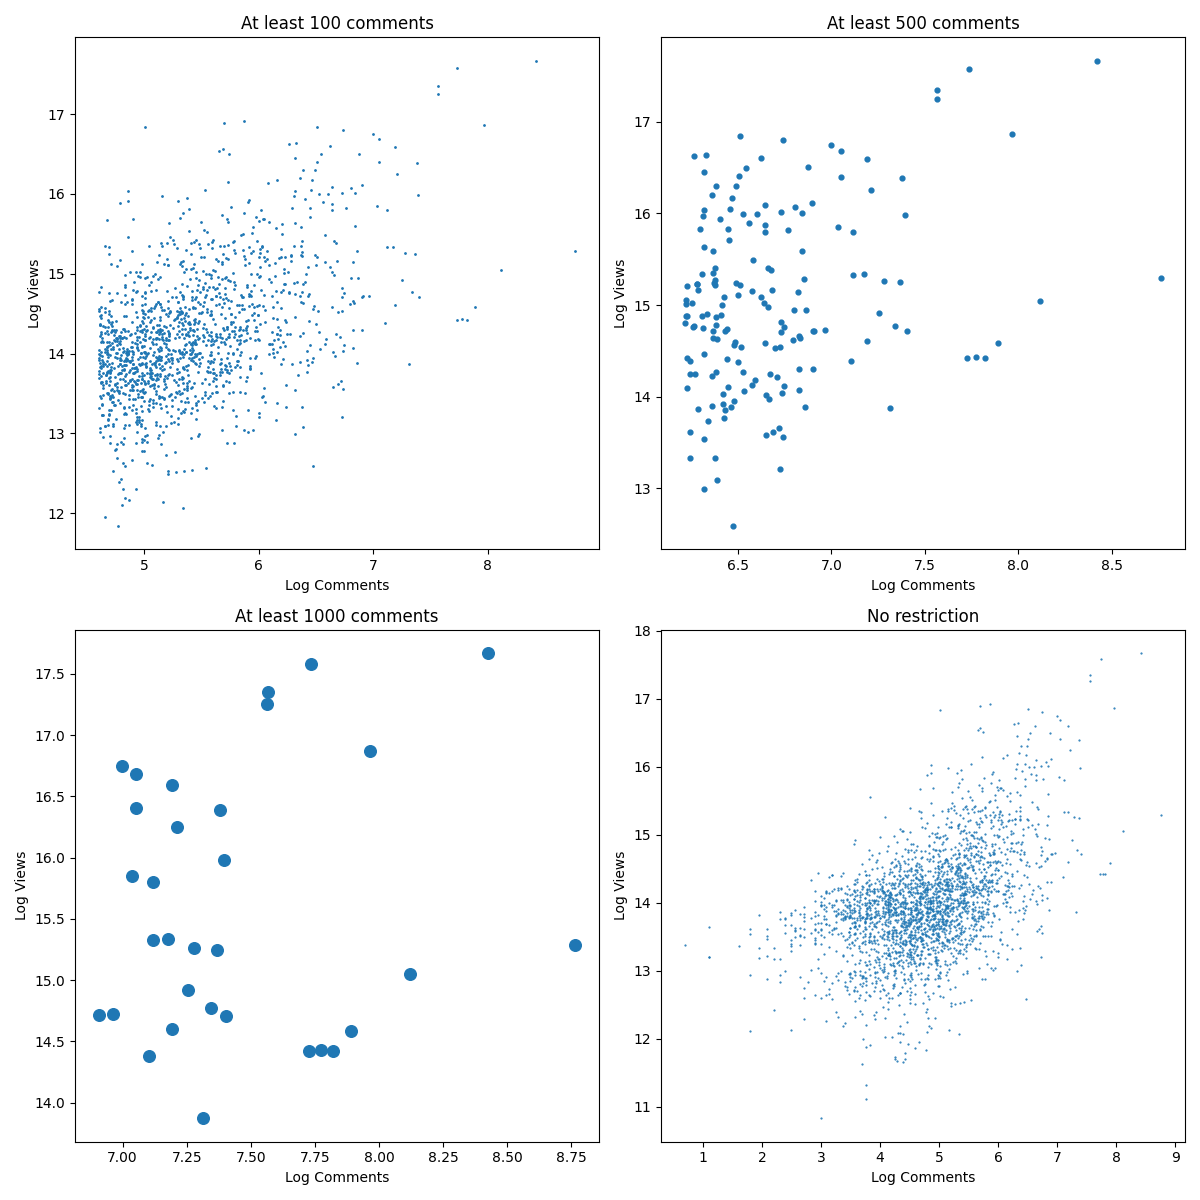 At least 100 comments
Log Views
17
16
15
14
13
12
5 6 7 8
Log Comments
At least 500 comments
Log Views
17
16
15
14
13
6.5 7.0 7.5 8.0 8.5
Log Comments
At least 1000 comments
Log Views
17.5
17.0
16.5
16.0
15.5
15.0
14.5
14.0
7.00 7.25 7.50 7.75 8.00 8.25 8.50 8.75
Log Comments
No restriction
Log Views
18
17
16
15
14
13
12
11
1 2 3 4 5 6 7 8 9
Log Comments